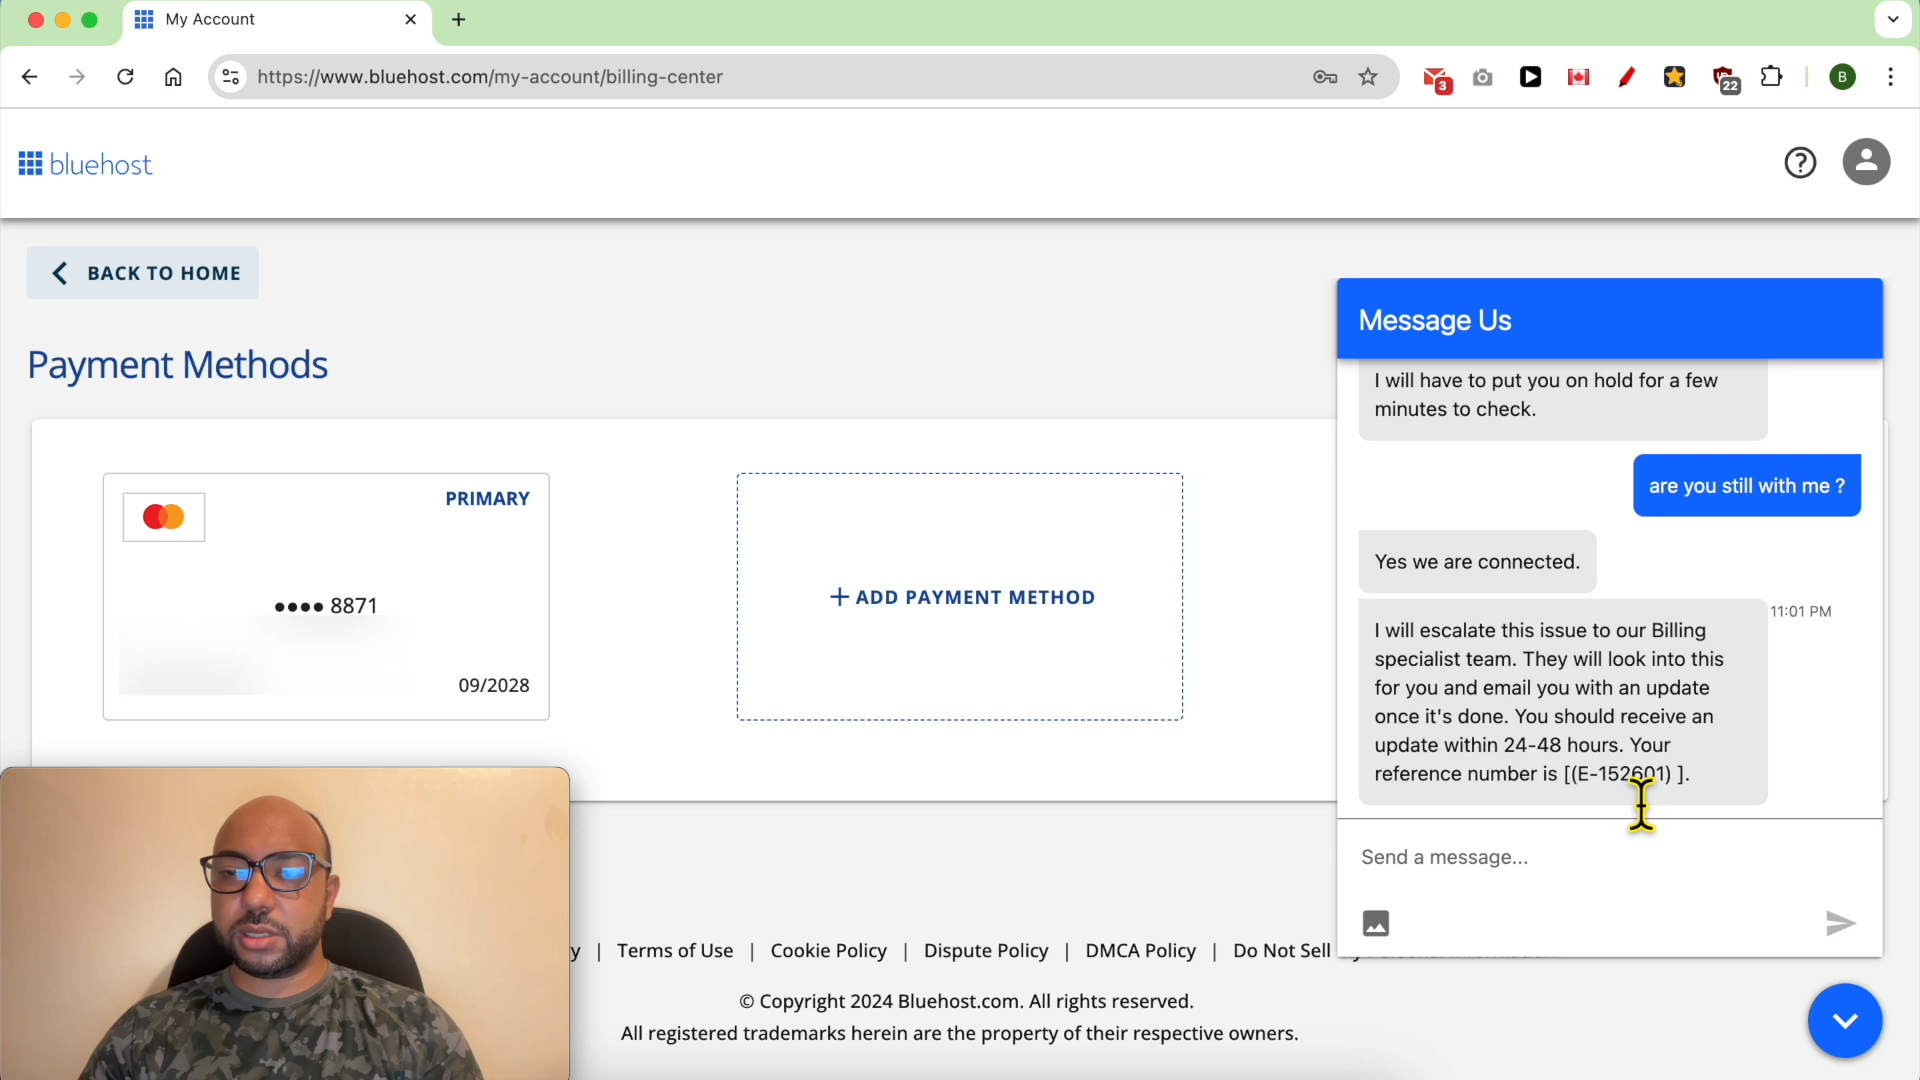 My Account
https://www.bluehost.com/my-account/billing-center
3
22
B
bluehost
BACK TO HOME
Payment Methods
PRIMARY
•••• 8871
09/2028
+ ADD PAYMENT METHOD
Message Us
I will have to put you on hold for a few
minutes to check.
are you still with me ?
Yes we are connected.
11:01 PM
I will escalate this issue to our Billing
specialist team. They will look into this
for you and email you with an update
once it's done. You should receive an
update within 24-48 hours. Your
reference number is [(E-152601) ].
Send a message...
y | Terms of Use | Cookie Policy | Dispute Policy | DMCA Policy | Do Not Sell
© Copyright 2024 Bluehost.com. All rights reserved.
All registered trademarks herein are the property of their respective owners.